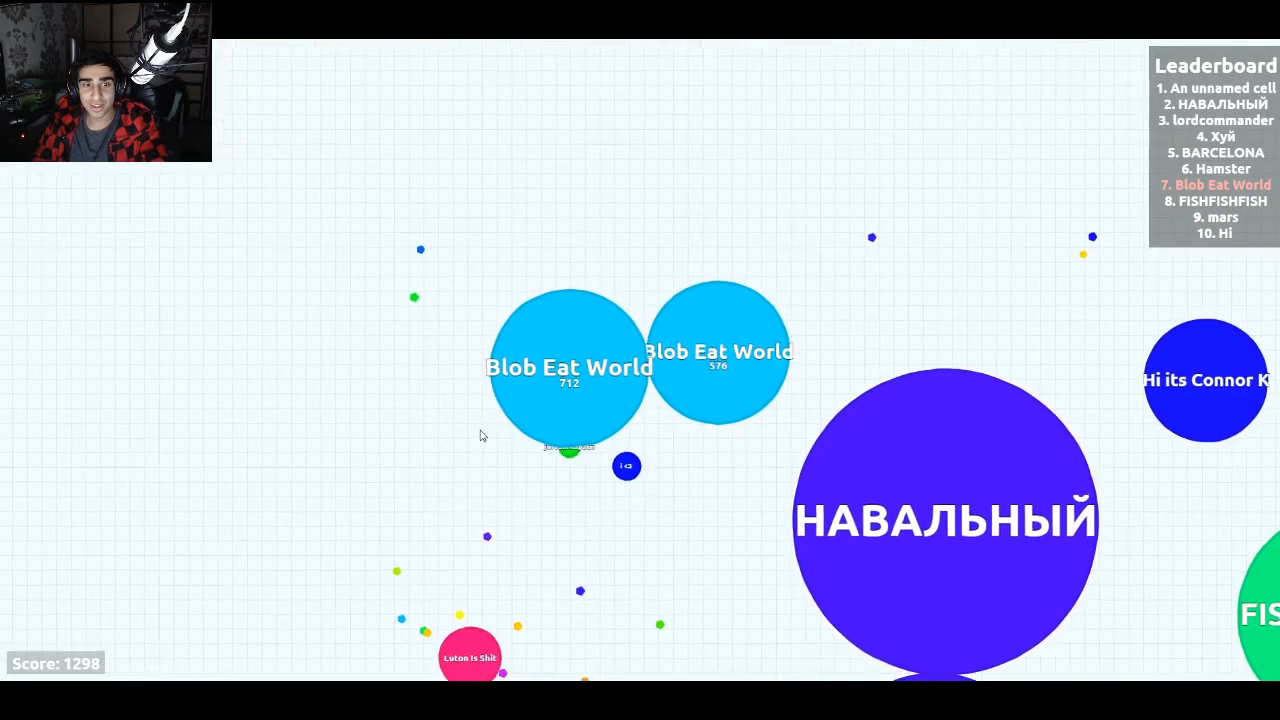 Leaderboard
1. An unnamed cell
2. НАВАЛЬНЫЙ
3. lordcommander
4. Хуй
5. BARCELONA
6. Hamster
7. Blob Eat World
8. FISHFISHFISH
9. mars
10. Hi
Blob Eat World
576
Blob Eat World
712
Hi its Connor K
i <3
НАВАЛЬНЫЙ
FIS
Luton Is Shit
Score: 1298